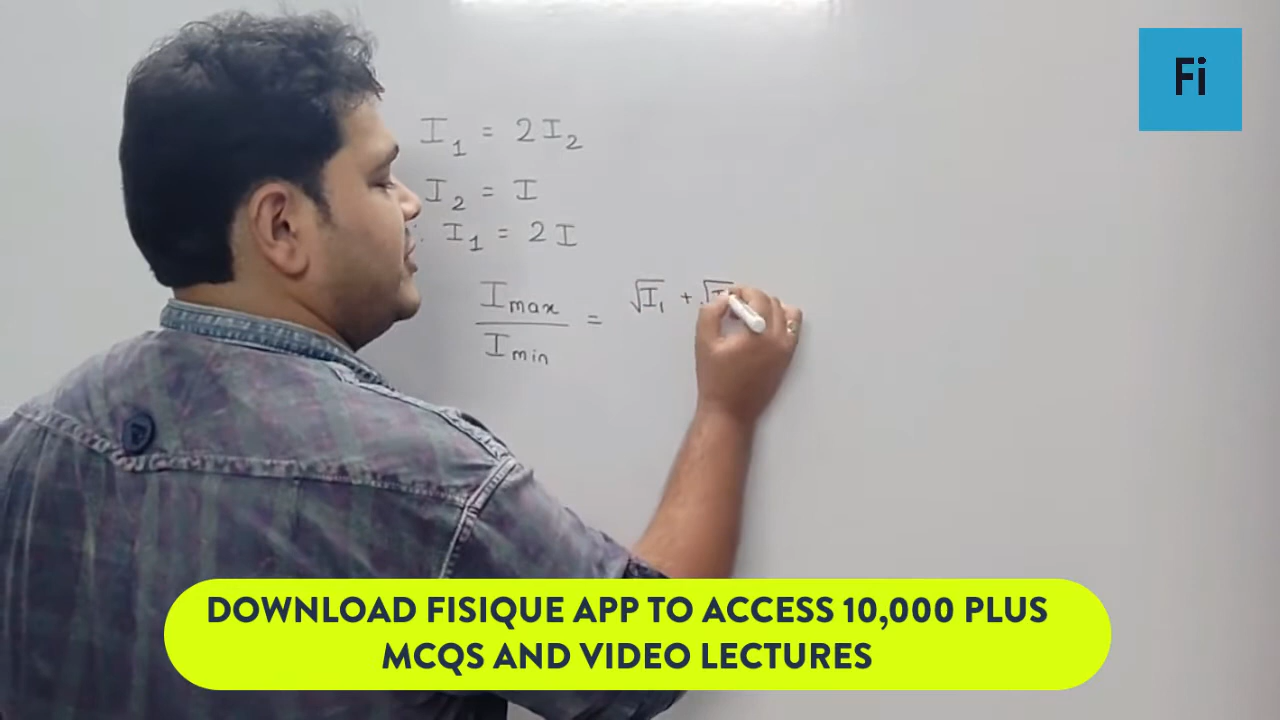 Fi
I₁ = 2I₂
I₂ = I
I₁ = 2I
Imax
Imin
=
√I₁ + √I
DOWNLOAD FISIQUE APP TO ACCESS 10,000 PLUS
MCQS AND VIDEO LECTURES